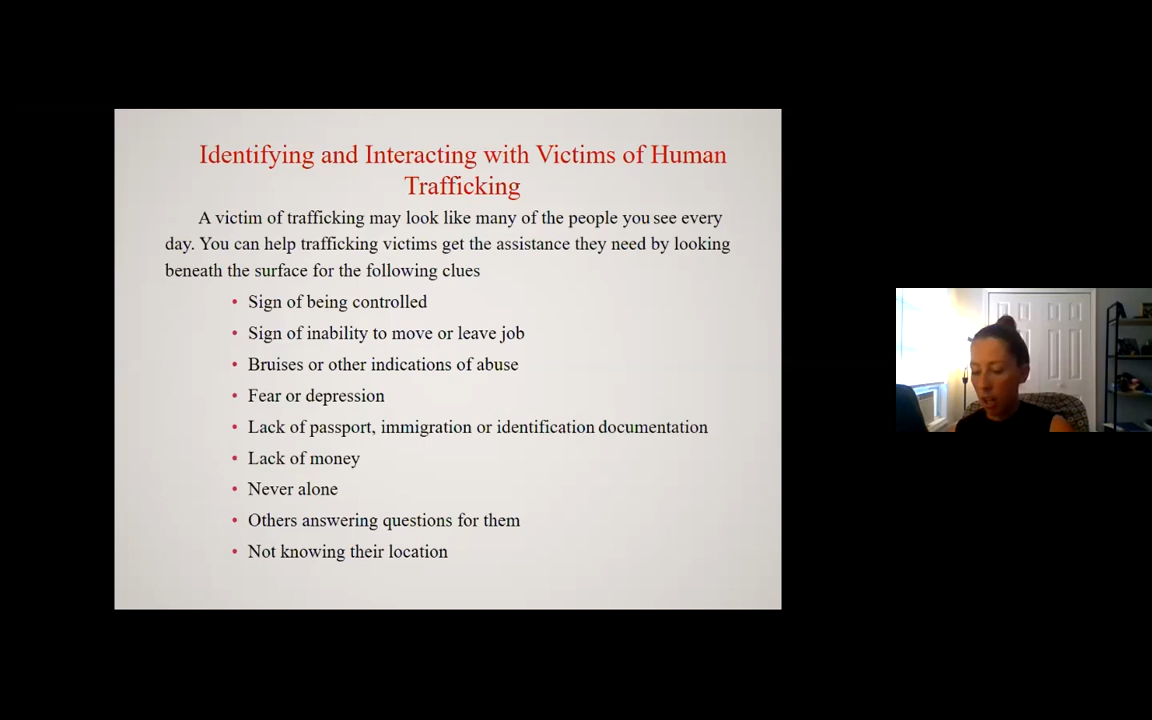 Identifying and Interacting with Victims of Human
Trafficking
A victim of trafficking may look like many of the people you see every
day. You can help trafficking victims get the assistance they need by looking
beneath the surface for the following clues
• Sign of being controlled
• Sign of inability to move or leave job
• Bruises or other indications of abuse
• Fear or depression
• Lack of passport, immigration or identification documentation
• Lack of money
• Never alone
• Others answering questions for them
• Not knowing their location